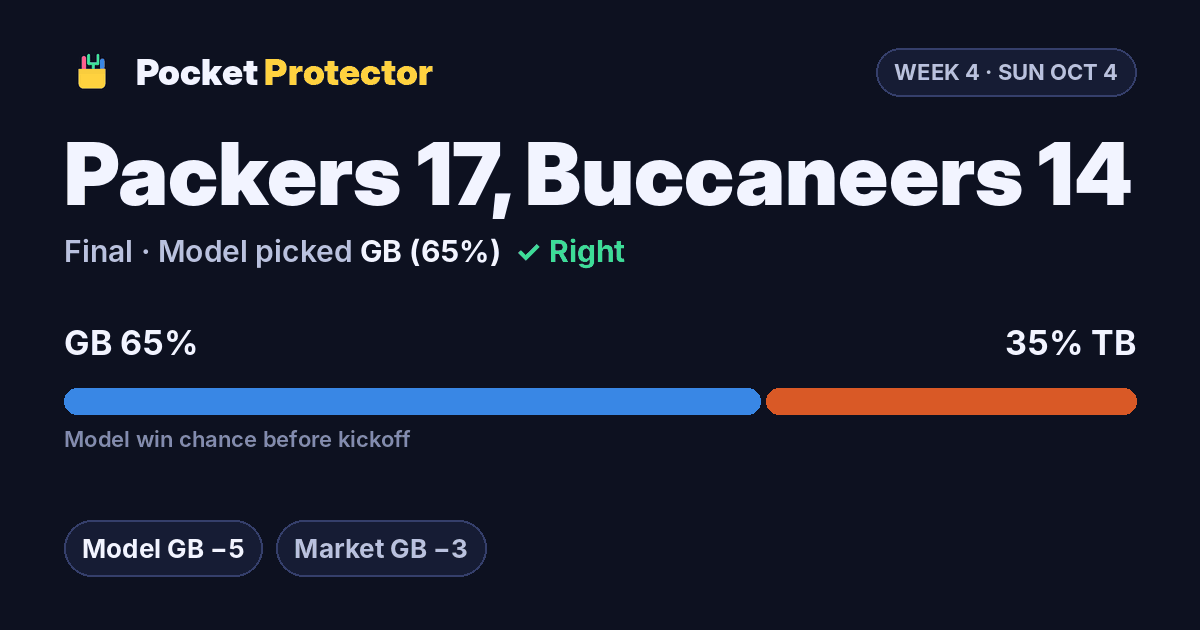 Pocket Protector
WEEK 4 · SUN OCT 4
Packers 17, Buccaneers 14
Final · Model picked GB (65%) ✓ Right
GB 65%
35% TB
Model win chance before kickoff
Model GB −5
Market GB −3